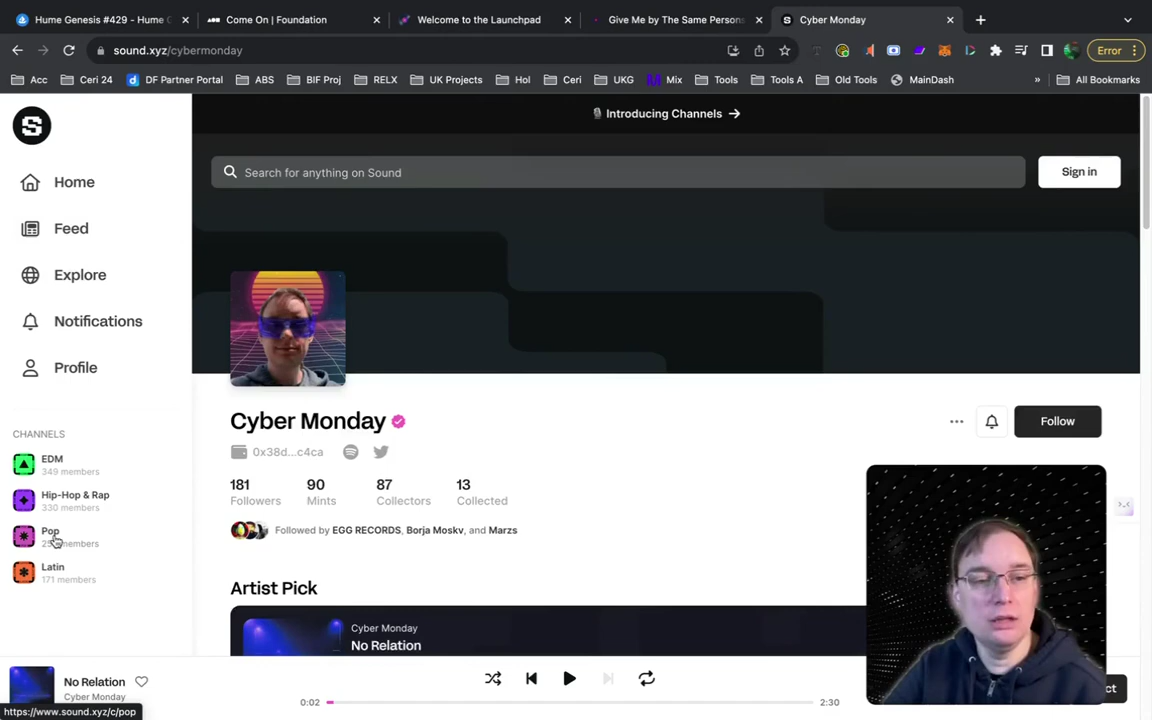 Hume Genesis #429 - Hume G
Come On | Foundation
Welcome to the Launchpad
Give Me by The Same Persons
Cyber Monday
sound.xyz/cybermonday
Error
Acc
Ceri 24
DF Partner Portal
ABS
BIF Proj
RELX
UK Projects
Hol
Ceri
UKG
Mix
Tools
Tools A
Old Tools
MainDash
»
All Bookmarks
Introducing Channels →
Search for anything on Sound
Sign in
Home
Feed
Explore
Notifications
Profile
CHANNELS
EDM
349 members
Hip-Hop & Rap
330 members
Pop
members
Latin
171 members
Cyber Monday
Follow
0x38d...c4ca
181
90
87
13
Followers
Mints
Collectors
Collected
Followed by EGG RECORDS, Borja Moskv, and Marzs
Artist Pick
Cyber Monday
No Relation
No Relation
Cyber Monday
0:02
2:30
ct
https://www.sound.xyz/c/pop